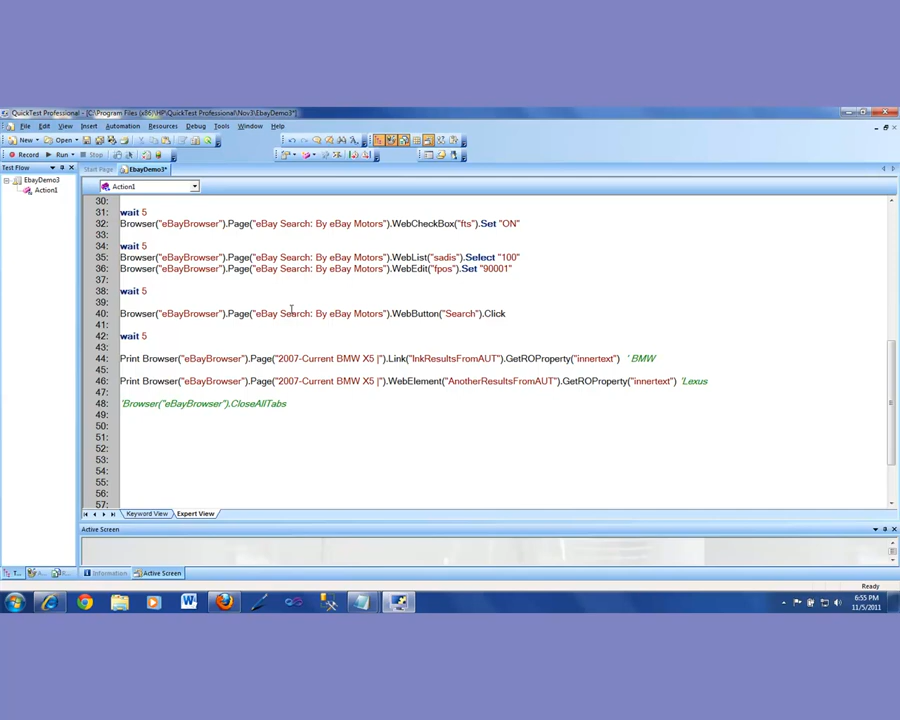 QuickTest Professional - [C:\Program Files (x86)\HP\QuickTest Professional\Nov3\EbayDemo3*]
File Edit View Insert Automation Resources Debug Tools Window Help
New Open
Record Run Stop
Test Flow
Start Page EbayDemo3*
EbayDemo3
Action1
Action1
30:
31: wait 5
32: Browser("eBayBrowser").Page("eBay Search: By eBay Motors").WebCheckBox("fts").Set "ON"
33:
34: wait 5
35: Browser("eBayBrowser").Page("eBay Search: By eBay Motors").WebList("sadis").Select "100"
36: Browser("eBayBrowser").Page("eBay Search: By eBay Motors").WebEdit("fpos").Set "90001"
37:
38: wait 5
39:
40: Browser("eBayBrowser").Page("eBay Search: By eBay Motors").WebButton("Search").Click
41:
42: wait 5
43:
44: Print Browser("eBayBrowser").Page("2007-Current BMW X5 |").Link("lnkResultsFromAUT").GetROProperty("innertext") ' BMW
45:
46: Print Browser("eBayBrowser").Page("2007-Current BMW X5 |").WebElement("AnotherResultsFromAUT").GetROProperty("innertext") 'Lexus
47:
48: 'Browser("eBayBrowser").CloseAllTabs
49:
50:
51:
52:
53:
54:
55:
56:
57:
Keyword View Expert View
Active Screen
T... A... R... Information Active Screen
Ready
6:55 PM
11/5/2011